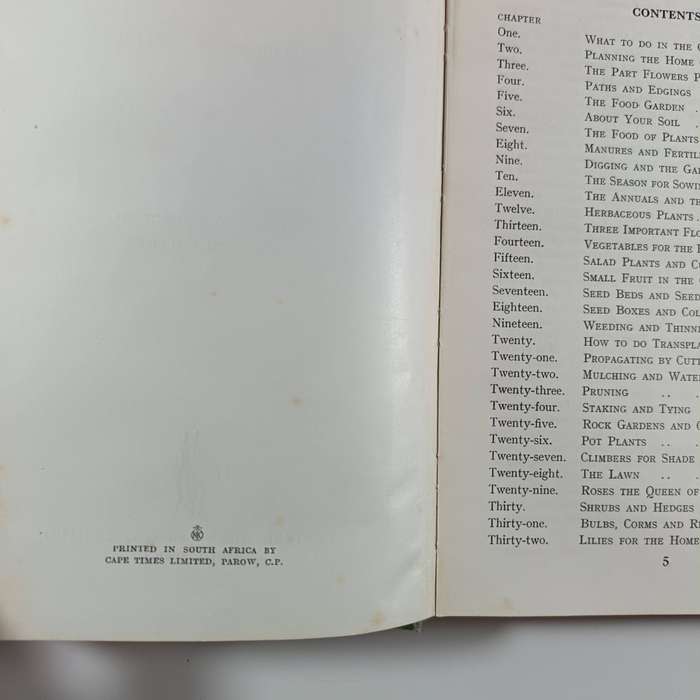 PRINTED IN SOUTH AFRICA BY
CAPE TIMES LIMITED, PAROW, C.P.
CONTENTS
CHAPTER
One. WHAT TO DO IN THE
Two. PLANNING THE HOME
Three. THE PART FLOWERS
Four. PATHS AND EDGINGS
Five. THE FOOD GARDEN ..
Six. ABOUT YOUR SOIL ..
Seven. THE FOOD OF PLANTS
Eight. MANURES AND
Nine. DIGGING AND THE
Ten. THE SEASON FOR
Eleven. THE ANNUALS AND
Twelve. HERBACEOUS PLANTS ..
Thirteen. THREE IMPORTANT
Fourteen. VEGETABLES FOR THE
Fifteen. SALAD PLANTS AND
Sixteen. SMALL FRUIT IN THE
Seventeen. SEED BEDS AND SEED
Eighteen. SEED BOXES AND
Nineteen. WEEDING AND
Twenty. HOW TO DO
Twenty-one. PROPAGATING BY
Twenty-two. MULCHING AND
Twenty-three. PRUNING .. ..
Twenty-four. STAKING AND TYING
Twenty-five. ROCK GARDENS AND
Twenty-six. POT PLANTS .. ..
Twenty-seven. CLIMBERS FOR SHADE
Twenty-eight. THE LAWN .. ..
Twenty-nine. ROSES THE QUEEN OF
Thirty. SHRUBS AND HEDGES
Thirty-one. BULBS, CORMS AND
Thirty-two. LILIES FOR THE HOME
5